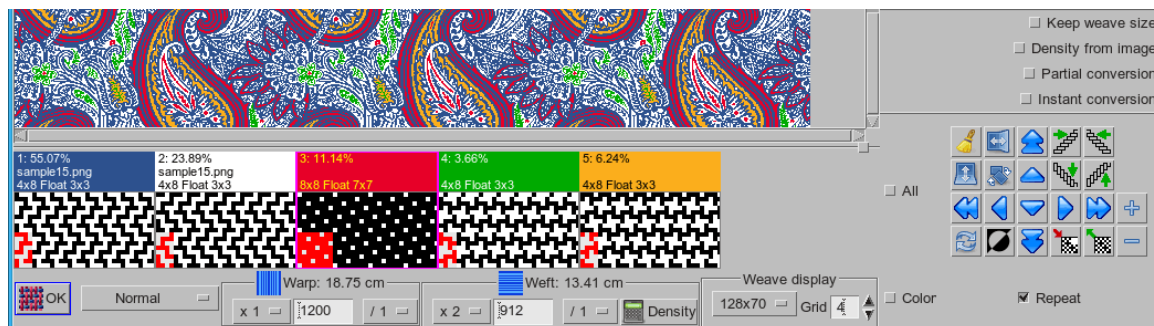 Keep weave size
Density from image
Partial conversion
Instant conversion
1: 55.07%
sample15.png
4x8 Float 3x3
2: 23.89%
sample15.png
4x8 Float 3x3
3: 11.14%
8x8 Float 7x7
4: 3.66%
4x8 Float 3x3
5: 6.24%
4x8 Float 3x3
All
OK
Normal
Warp: 18.75 cm
x 1
1200
/ 1
Weft: 13.41 cm
x 2
912
/ 1
Density
Weave display
128x70
Grid
4
Color
Repeat